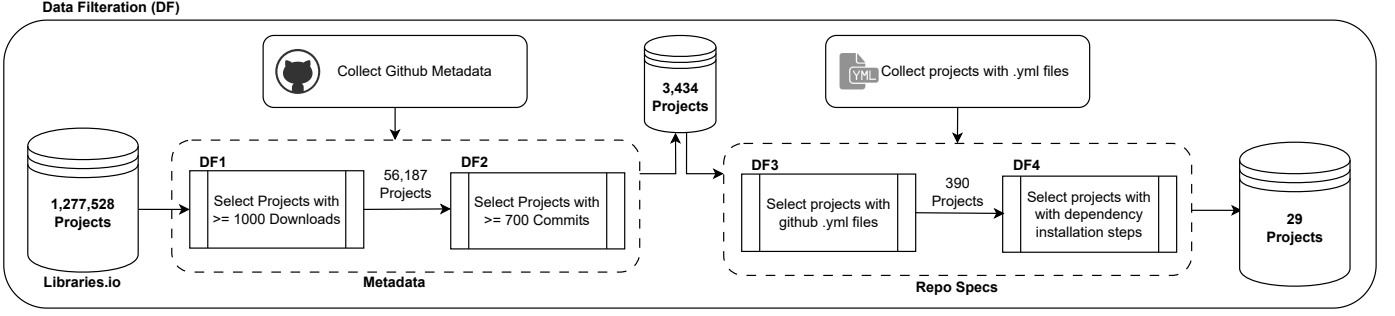 Data Filteration (DF)
Collect Github Metadata
3,434
Projects
YML
Collect projects with .yml files
1,277,528
Projects
Libraries.io
DF1
Select Projects with
>= 1000 Downloads
56,187
Projects
DF2
Select Projects with
>= 700 Commits
Metadata
DF3
Select projects with
github .yml files
390
Projects
DF4
Select projects with
with dependency
installation steps
Repo Specs
29
Projects